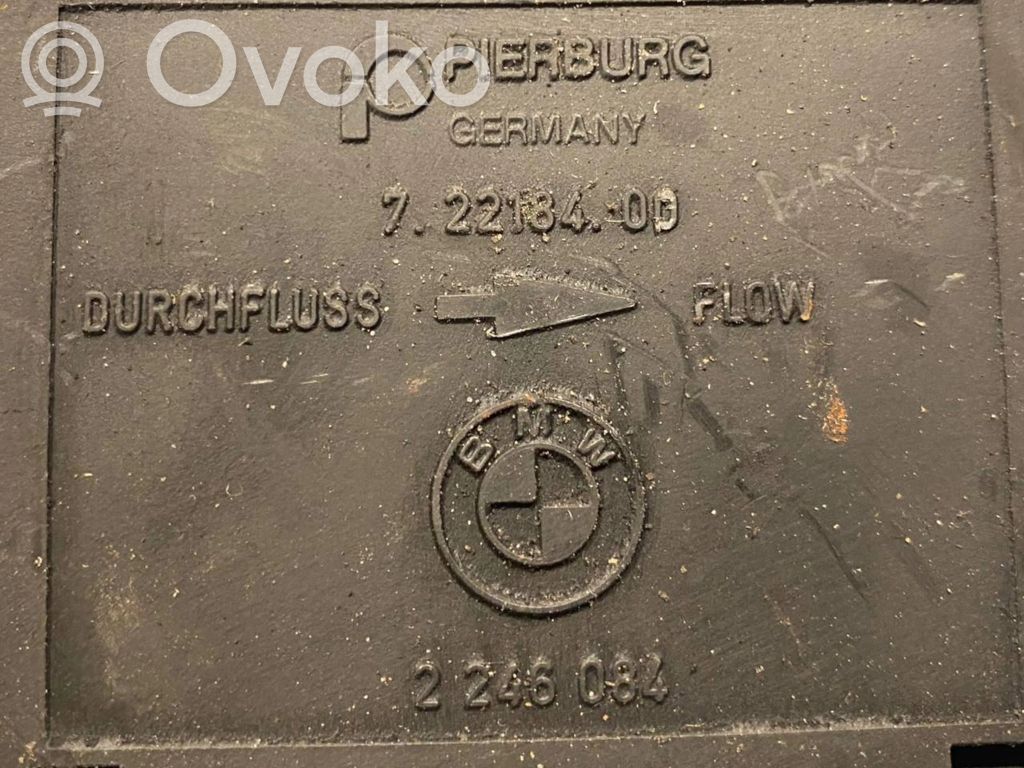 Ovoko
PIERBURG
GERMANY
7.22184.00
DURCHFLUSS FLOW
BMW
2 246 084